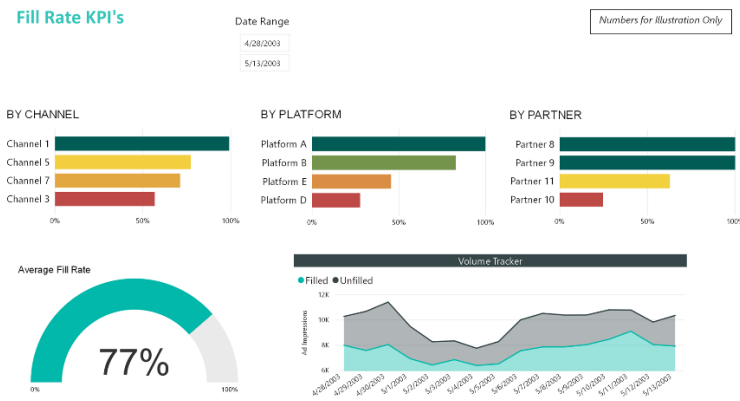 Fill Rate KPI's
Date Range
4/28/2003
5/13/2003
Numbers for Illustration Only
BY CHANNEL
Channel 1
Channel 5
Channel 7
Channel 3
0% 50% 100%
BY PLATFORM
Platform A
Platform B
Platform E
Platform D
0% 50% 100%
BY PARTNER
Partner 8
Partner 9
Partner 11
Partner 10
0% 50% 100%
Average Fill Rate
77%
0% 100%
Volume Tracker
Filled Unfilled
Ad Impressions
12K
10K
8K
6K
4/28/2003 4/29/2003 4/30/2003 5/1/2003 5/2/2003 5/3/2003 5/4/2003 5/5/2003 5/6/2003 5/7/2003 5/8/2003 5/9/2003 5/10/2003 5/11/2003 5/12/2003 5/13/2003